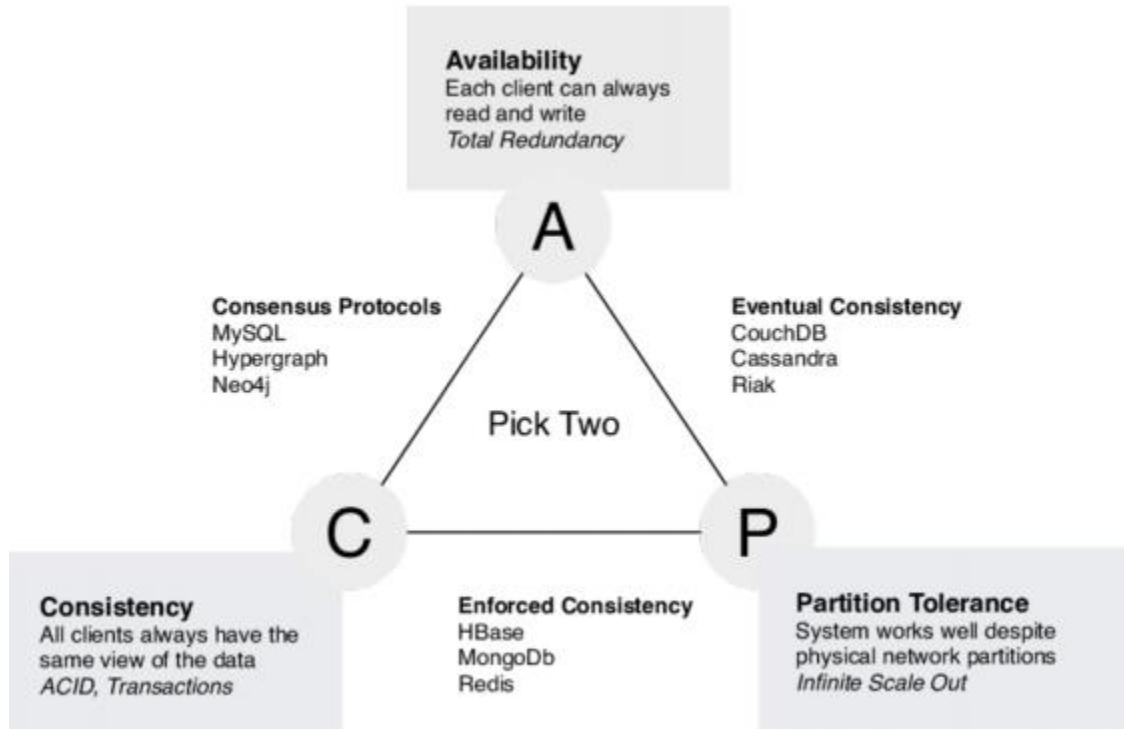 Availability
Each client can always
read and write
Total Redundancy
A
Consensus Protocols
MySQL
Hypergraph
Neo4j
Eventual Consistency
CouchDB
Cassandra
Riak
Pick Two
C
P
Consistency
All clients always have the
same view of the data
ACID, Transactions
Enforced Consistency
HBase
MongoDb
Redis
Partition Tolerance
System works well despite
physical network partitions
Infinite Scale Out